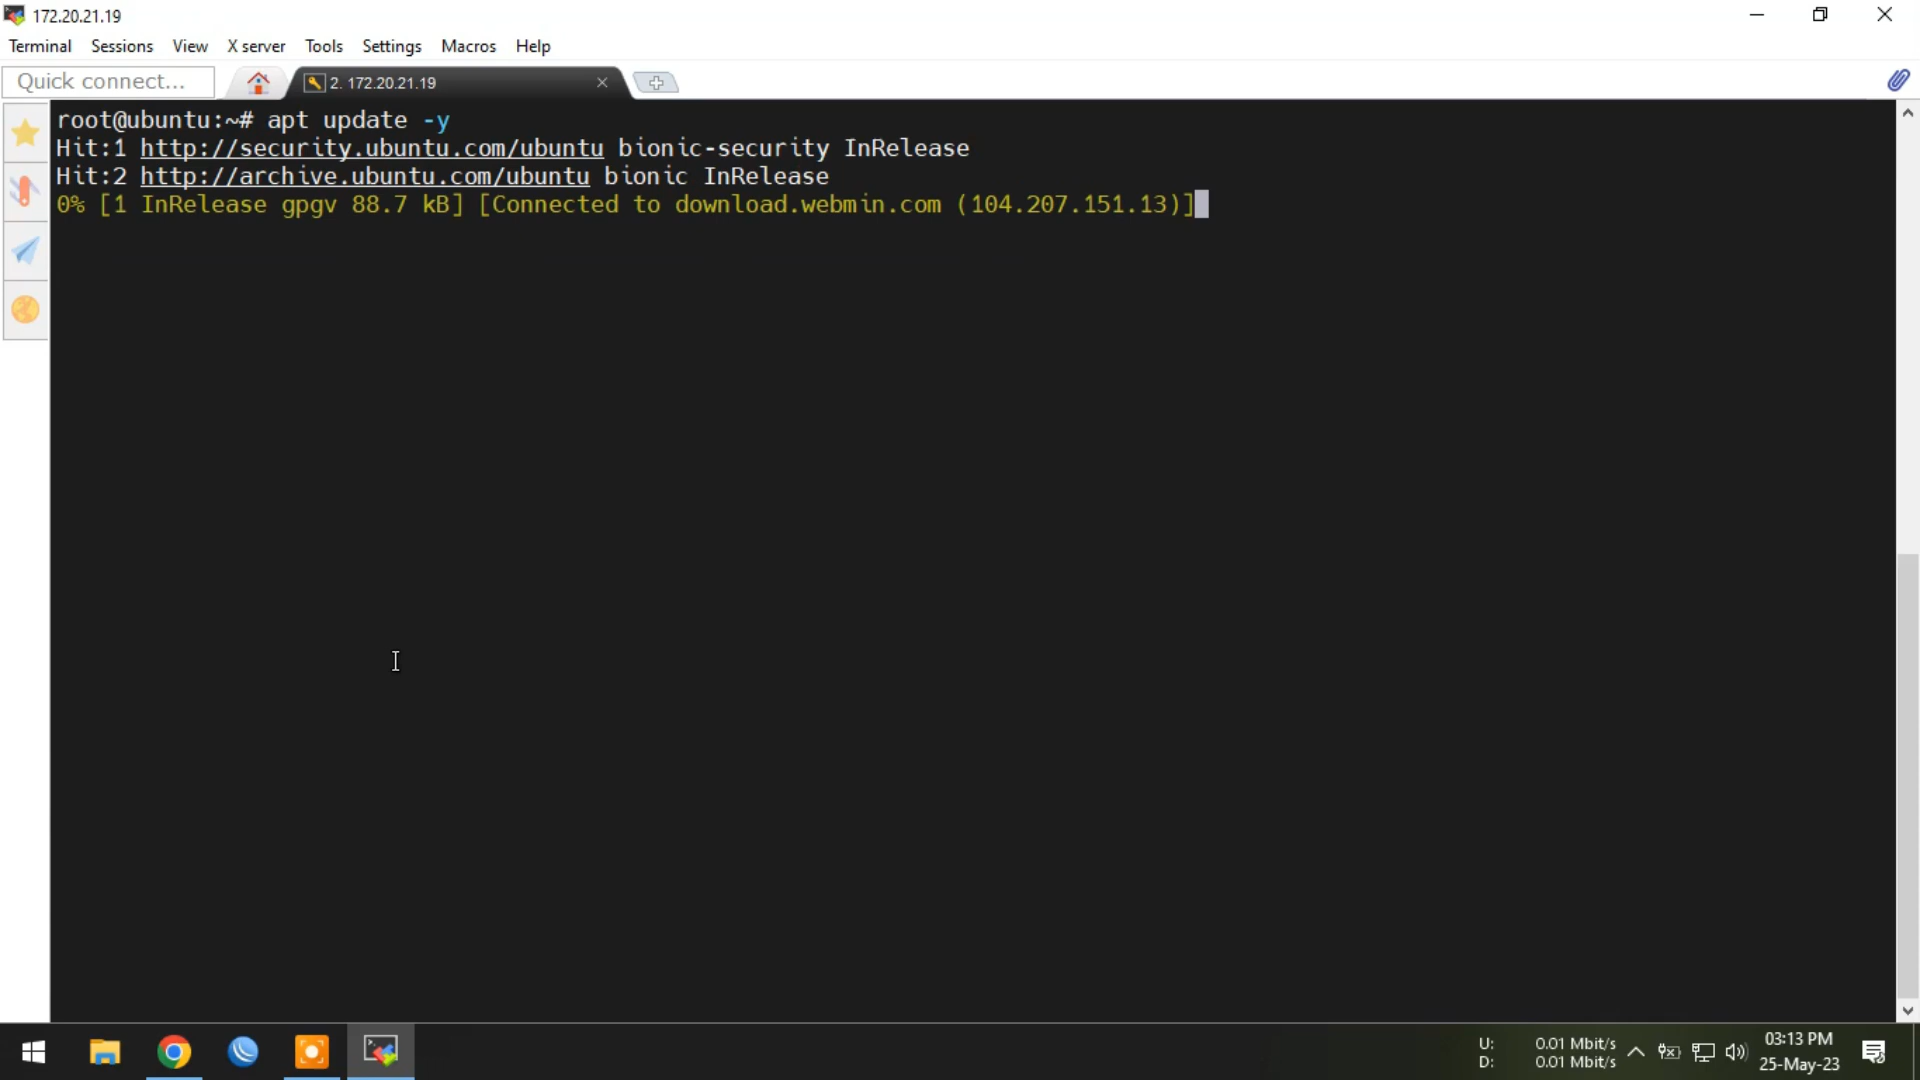 172.20.21.19
Terminal Sessions View X server Tools Settings Macros Help
Quick connect... 2. 172.20.21.19
root@ubuntu:~# apt update -y
Hit:1 http://security.ubuntu.com/ubuntu bionic-security InRelease
Hit:2 http://archive.ubuntu.com/ubuntu bionic InRelease
0% [1 InRelease gpgv 88.7 kB] [Connected to download.webmin.com (104.207.151.13)]
U: 0.01 Mbit/s
D: 0.01 Mbit/s
03:13 PM
25-May-23